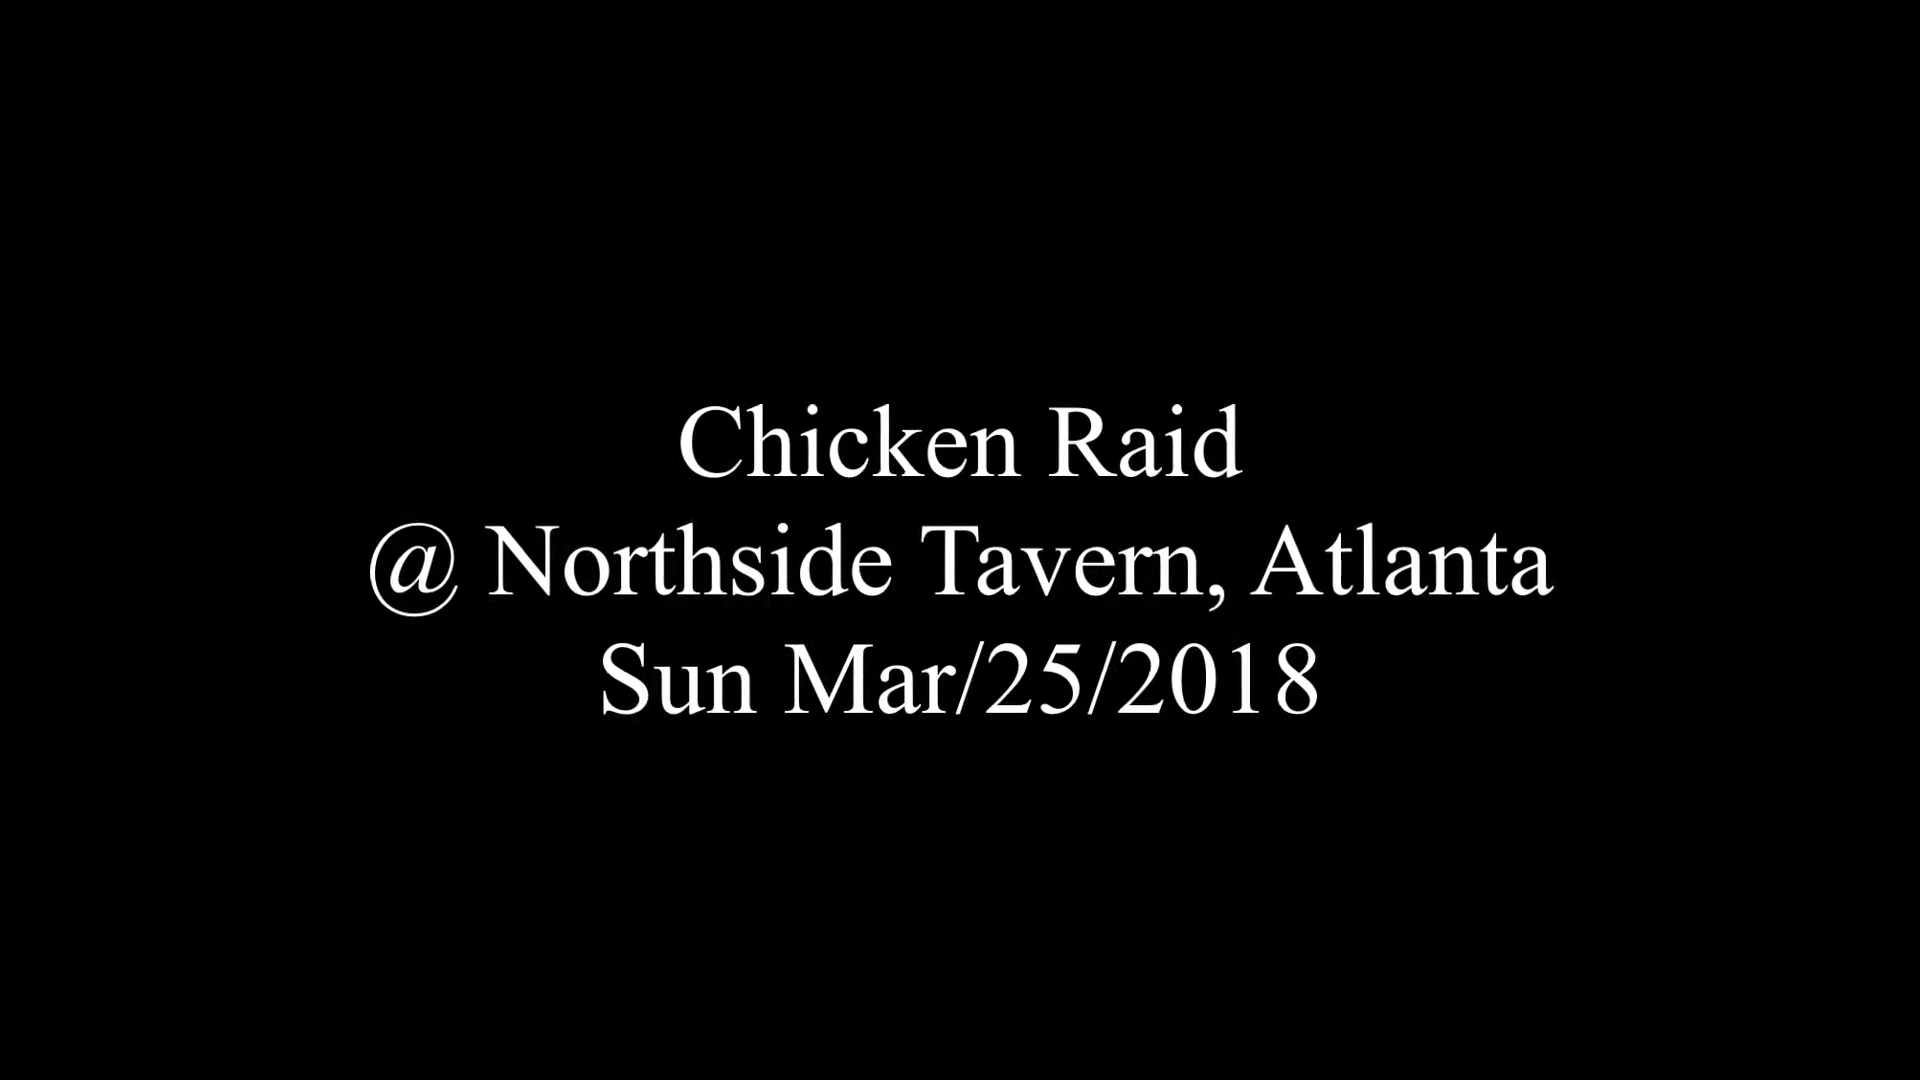 Chicken Raid
@ Northside Tavern, Atlanta
Sun Mar/25/2018